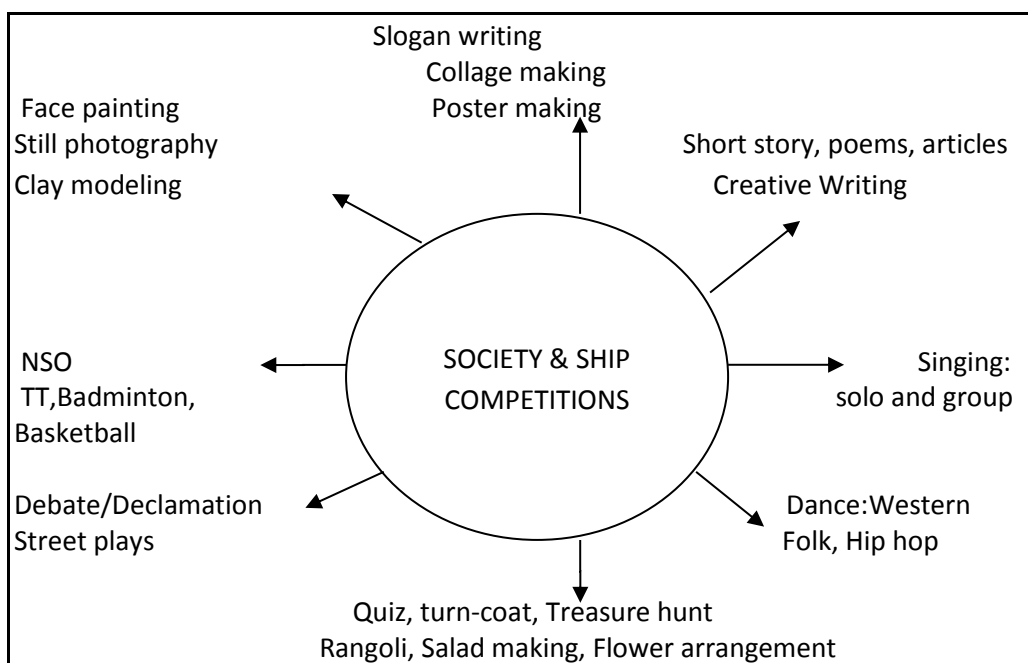 Slogan writing
Collage making
Poster making
Face painting
Still photography
Clay modeling
Short story, poems, articles
Creative Writing
SOCIETY & SHIP
COMPETITIONS
NSO
TT,Badminton,
Basketball
Singing:
solo and group
Debate/Declamation
Street plays
Dance:Western
Folk, Hip hop
Quiz, turn-coat, Treasure hunt
Rangoli, Salad making, Flower arrangement